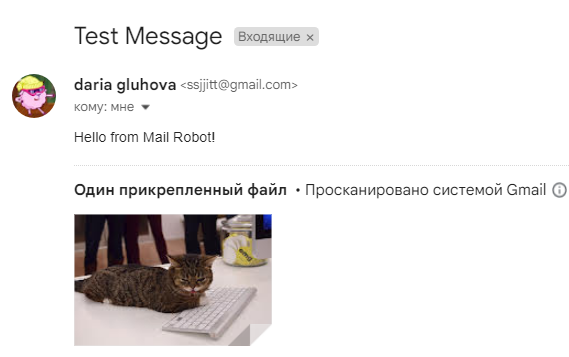 Test Message Входящие ×
daria gluhova <ssjjitt@gmail.com>
кому: мне
Hello from Mail Robot!
Один прикрепленный файл • Просканировано системой Gmail